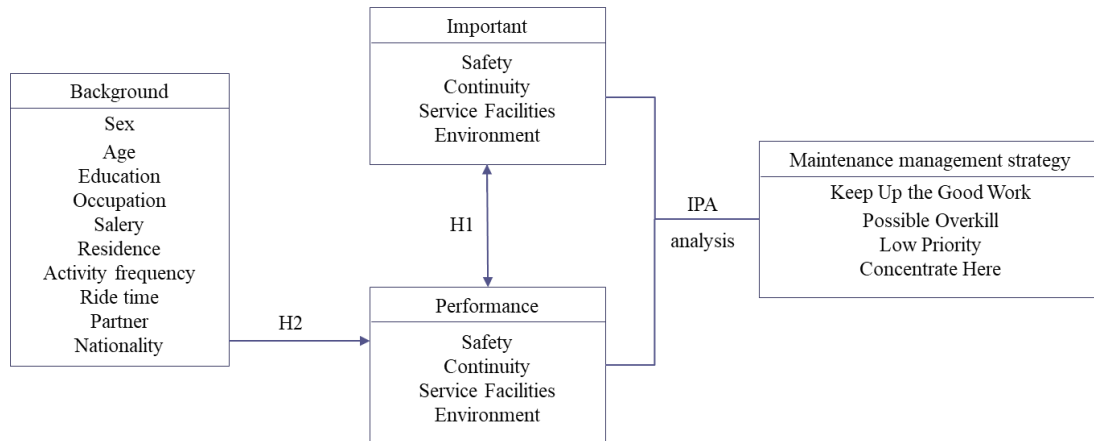 Background
Sex
Age
Education
Occupation
Salery
Residence
Activity frequency
Ride time
Partner
Nationality
H2
Important
Safety
Continuity
Service Facilities
Environment
H1
Performance
Safety
Continuity
Service Facilities
Environment
IPA
analysis
Maintenance management strategy
Keep Up the Good Work
Possible Overkill
Low Priority
Concentrate Here